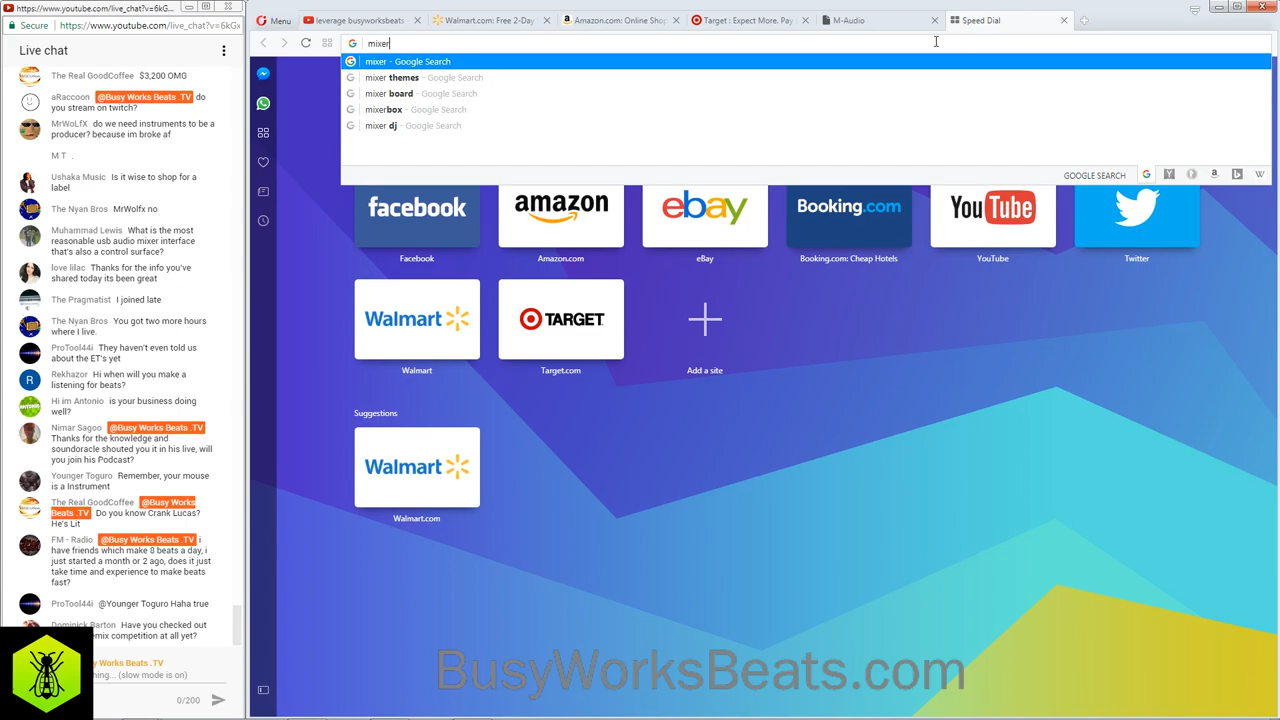 https://www.youtube.com/live_chat?v=6kG...
Secure
https://www.youtube.com/live_chat?v=6kGx
Live chat
The Real GoodCoffee $3,200 OMG
aRaccoon @Busy Works Beats .TV do
you stream on twitch?
MrWoLfX do we need instruments to be a
producer? because im broke af
M T .
Ushaka Music Is it wise to shop for a
label
The Nyan Bros MrWolfx no
Muhammad Lewis What is the most
reasonable usb audio mixer interface
that's also a control surface?
love lilac Thanks for the info you've
shared today its been great
The Pragmatist I joined late
The Nyan Bros You got two more hours
where I live.
ProTool44i They haven't even told us
about the ET's yet
R
Rekhazor Hi when will you make a
listening for beats?
Hi im Antonio is your business doing
well?
Nimar Sagoo @Busy Works Beats .TV
Thanks for the knowledge and
soundoracle shouted you it in his live, will
you join his Podcast?
Younger Toguro Remember, your mouse
is a Instrument
The Real GoodCoffee @Busy Works
Beats .TV Do you know Crank Lucas?
He's Lit
FM - Radio @Busy Works Beats .TV i
have friends which make 8 beats a day, i
just started a month or 2 ago, does it just
take time and experience to make beats
fast?
ProTool44i @Younger Toguro Haha true
Dominick Barton Have you checked out
emix competition at all yet?
sy Works Beats .TV
hing... (slow mode is on)
0/200
Menu
leverage busyworksbeats
Walmart.com: Free 2-Day
Amazon.com: Online Shop
Target : Expect More. Pay
M-Audio
Speed Dial
mixer
mixer - Google Search
mixer themes - Google Search
mixer board - Google Search
mixerbox - Google Search
mixer dj - Google Search
GOOGLE SEARCH
facebook
amazon
ebay
Booking.com
YouTube
Facebook
Amazon.com
eBay
Booking.com: Cheap Hotels
YouTube
Twitter
Walmart
TARGET
Walmart
Target.com
Add a site
Suggestions
Walmart
Walmart.com
BusyWorksBeats.com